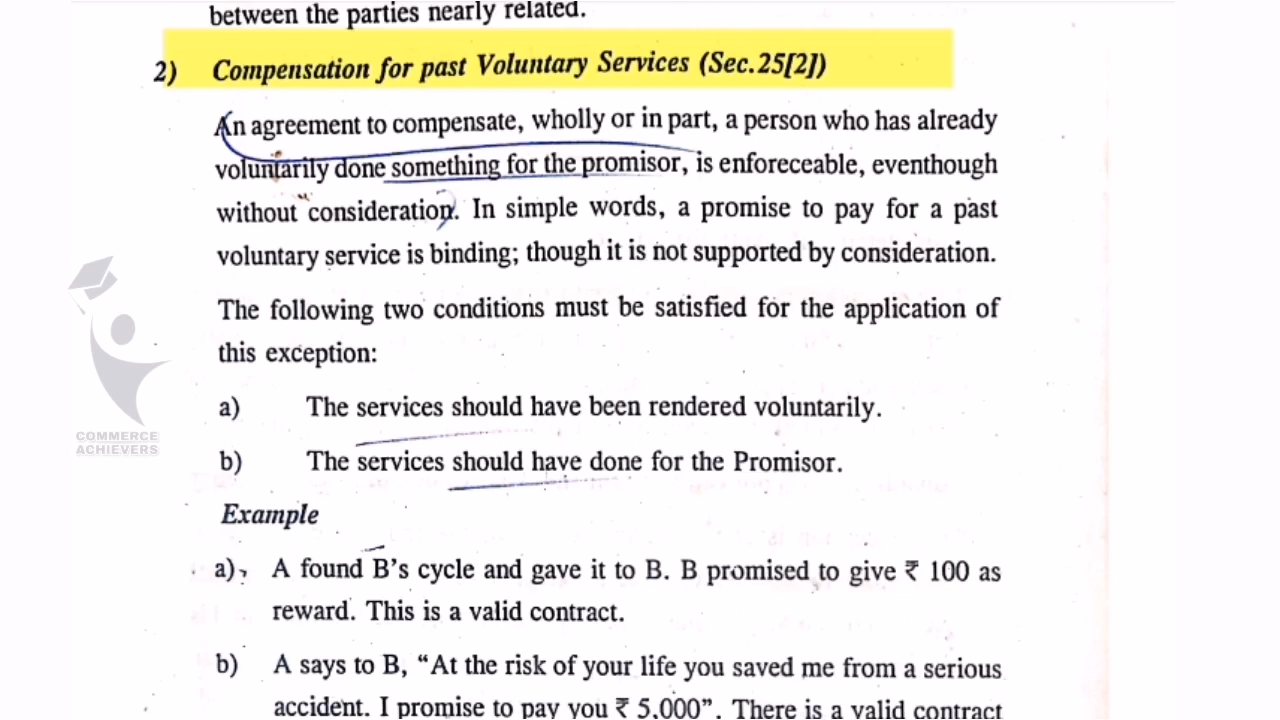 between the parties nearly related.
2) Compensation for past Voluntary Services (Sec.25[2])
An agreement to compensate, wholly or in part, a person who has already
voluntarily done something for the promisor, is enforeceable, eventhough
without consideration. In simple words, a promise to pay for a past
voluntary service is binding; though it is not supported by consideration.
The following two conditions must be satisfied for the application of
this exception:
a) The services should have been rendered voluntarily.
b) The services should have done for the Promisor.
Example
a) A found B's cycle and gave it to B. B promised to give ₹ 100 as
reward. This is a valid contract.
b) A says to B, “At the risk of your life you saved me from a serious
accident. I promise to pay you ₹ 5,000”. There is a valid contract
COMMERCE
ACHIEVERS